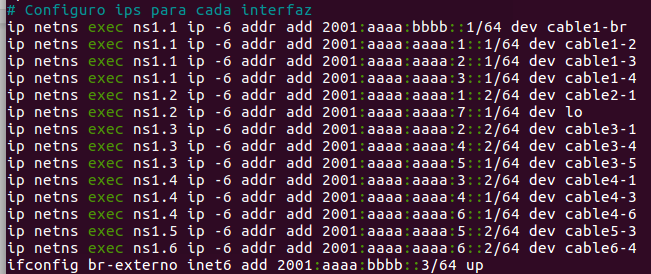 # Configuro ips para cada interfaz
ip netns exec ns1.1 ip -6 addr add 2001:aaaa:bbbb::1/64 dev cable1-br
ip netns exec ns1.1 ip -6 addr add 2001:aaaa:aaaa:1::1/64 dev cable1-2
ip netns exec ns1.1 ip -6 addr add 2001:aaaa:aaaa:2::1/64 dev cable1-3
ip netns exec ns1.1 ip -6 addr add 2001:aaaa:aaaa:3::1/64 dev cable1-4
ip netns exec ns1.2 ip -6 addr add 2001:aaaa:aaaa:1::2/64 dev cable2-1
ip netns exec ns1.2 ip -6 addr add 2001:aaaa:aaaa:7::1/64 dev lo
ip netns exec ns1.3 ip -6 addr add 2001:aaaa:aaaa:2::2/64 dev cable3-1
ip netns exec ns1.3 ip -6 addr add 2001:aaaa:aaaa:4::2/64 dev cable3-4
ip netns exec ns1.3 ip -6 addr add 2001:aaaa:aaaa:5::1/64 dev cable3-5
ip netns exec ns1.4 ip -6 addr add 2001:aaaa:aaaa:3::2/64 dev cable4-1
ip netns exec ns1.4 ip -6 addr add 2001:aaaa:aaaa:4::1/64 dev cable4-3
ip netns exec ns1.4 ip -6 addr add 2001:aaaa:aaaa:6::1/64 dev cable4-6
ip netns exec ns1.5 ip -6 addr add 2001:aaaa:aaaa:5::2/64 dev cable5-3
ip netns exec ns1.6 ip -6 addr add 2001:aaaa:aaaa:6::2/64 dev cable6-4
ifconfig br-externo inet6 add 2001:aaaa:bbbb::3/64 up